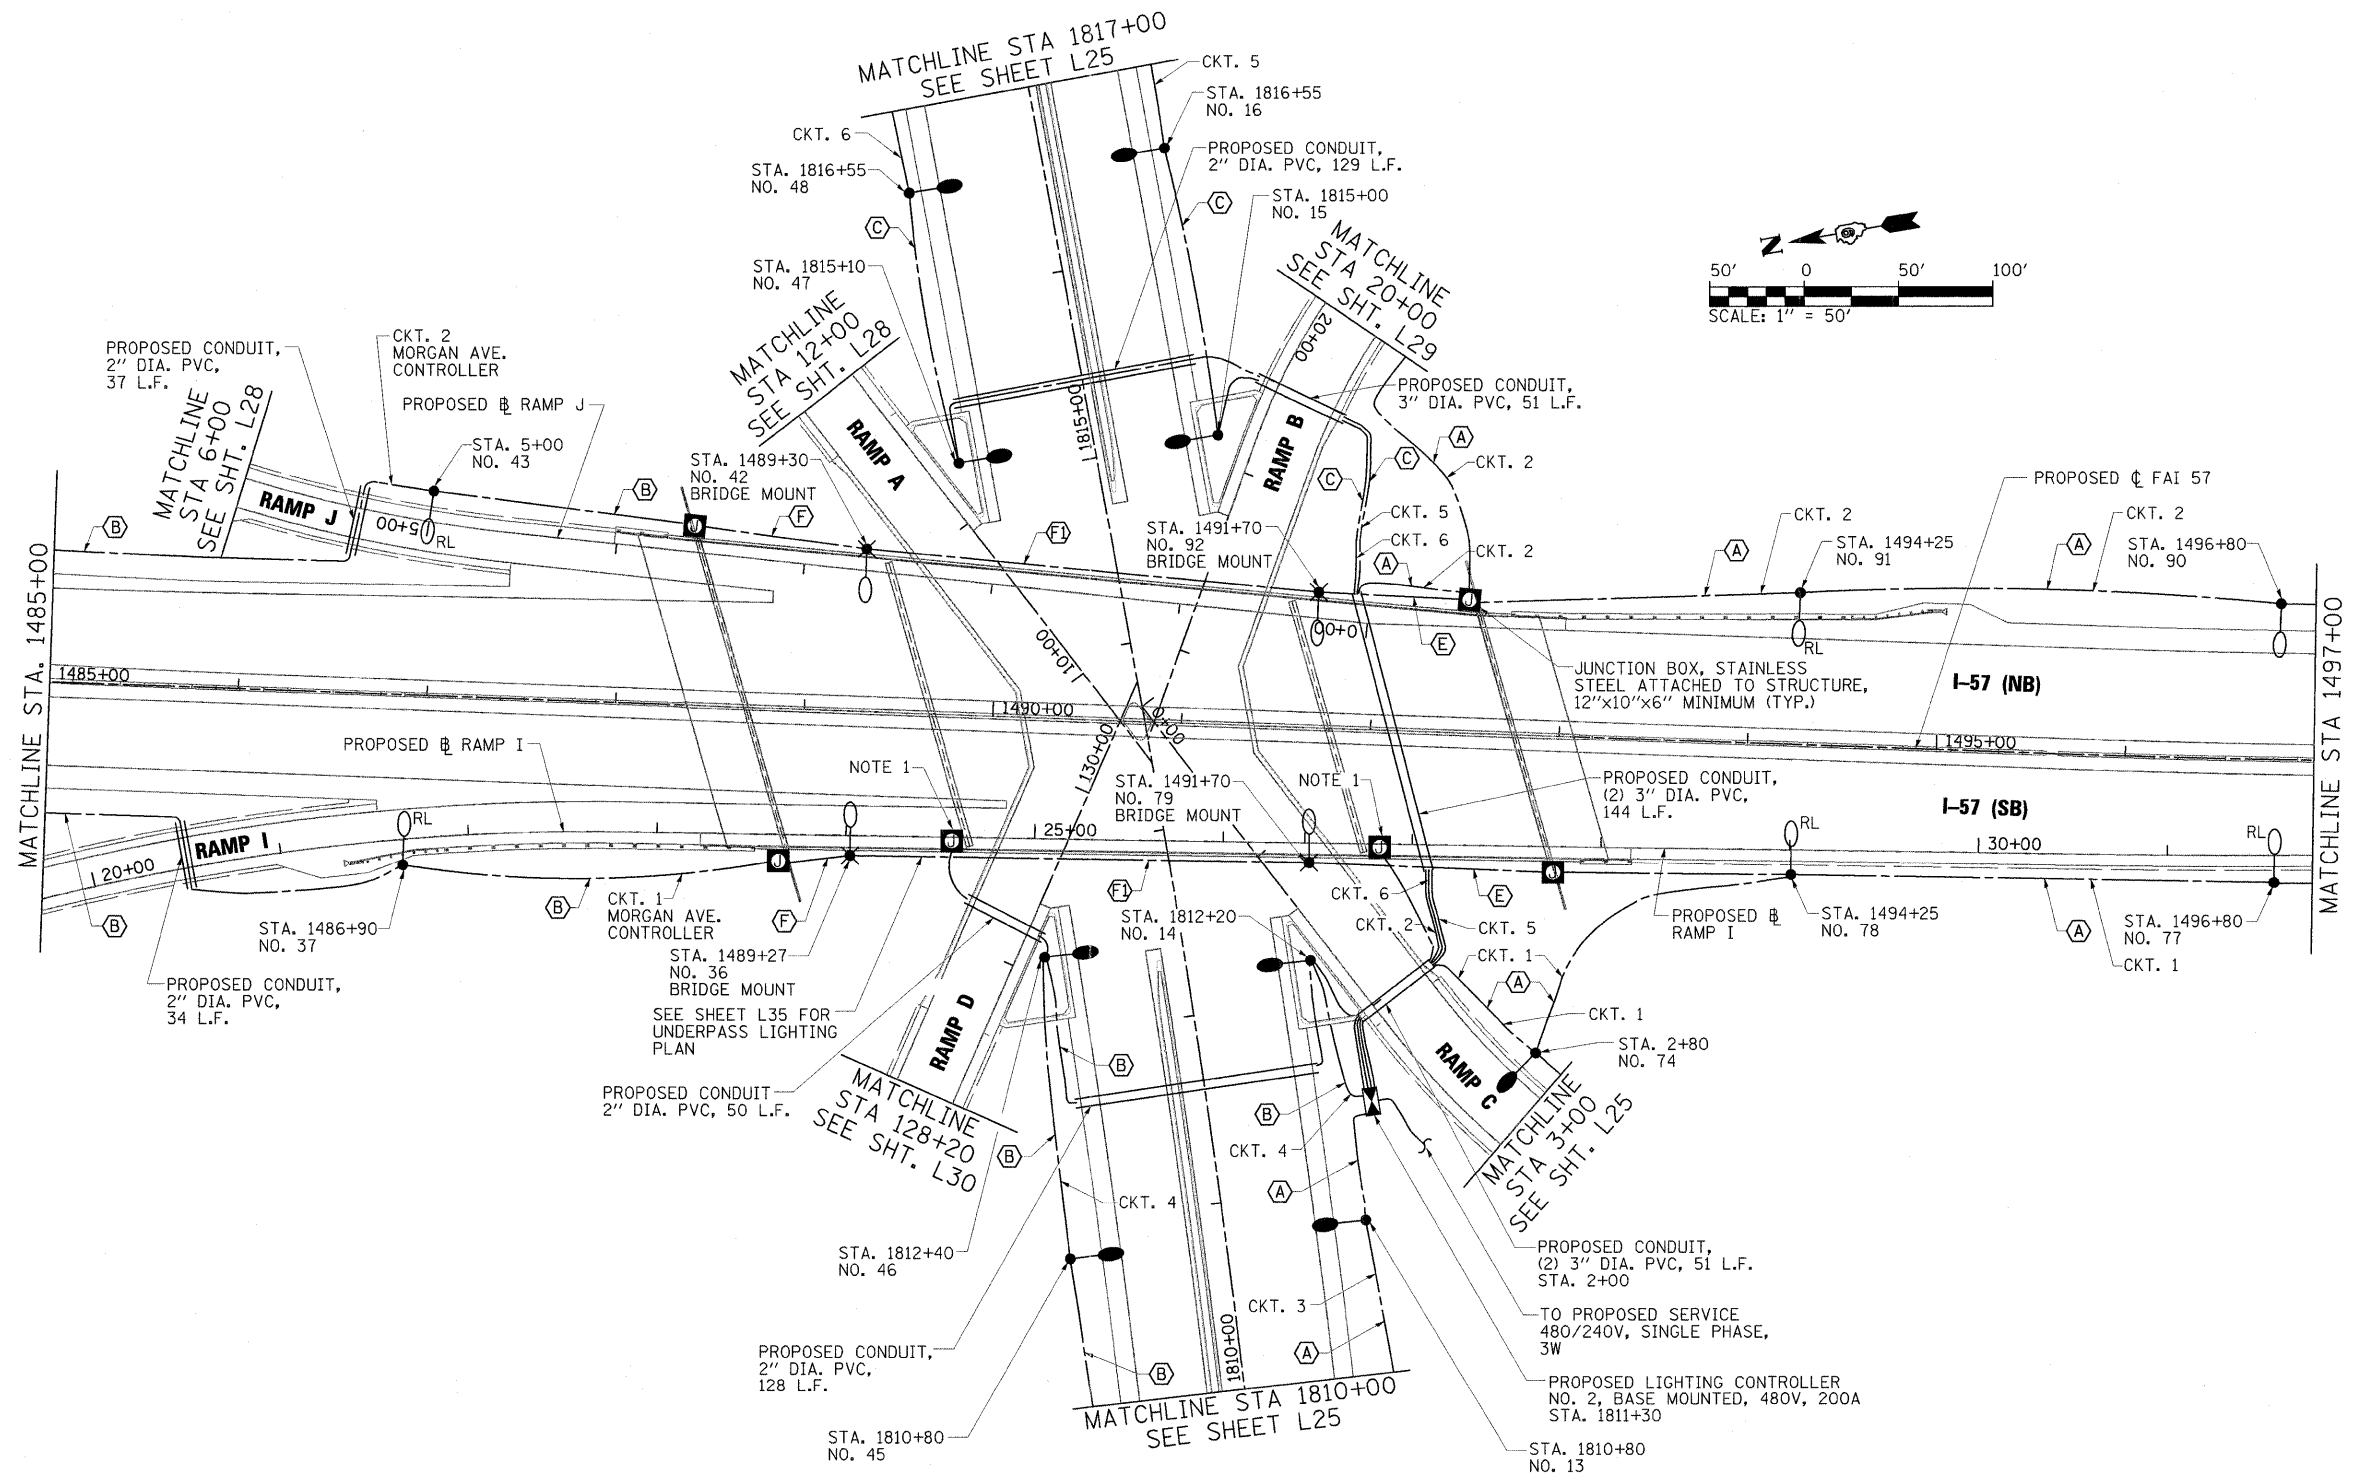 MATCHLINE STA 1817+00
SEE SHEET L25
CKT. 5
STA. 1816+55
NO. 16
CKT. 6
STA. 1816+55
NO. 48
PROPOSED CONDUIT,
2" DIA. PVC, 129 L.F.
C
C
STA. 1815+00
NO. 15
STA. 1815+10
NO. 47
MATCHLINE
STA 20+00
SEE SHT. L29
20+00
N
50' 0 50' 100'
SCALE: 1" = 50'
MATCHLINE
STA 12+00
SEE SHT. L28
CKT. 2
MORGAN AVE.
CONTROLLER
PROPOSED CONDUIT,
2" DIA. PVC,
37 L.F.
PROPOSED ℄ RAMP J
MATCHLINE
STA 6+00
SEE SHT. L28
STA. 5+00
NO. 43
RAMP J
5+00
RL
B
B
J
F
STA. 1489+30
NO. 42
BRIDGE MOUNT
RAMP A
1815+00
F1
RAMP B
PROPOSED CONDUIT,
3" DIA. PVC, 51 L.F.
A
CKT. 2
C
C
CKT. 5
CKT. 6
STA. 1491+70
NO. 92
BRIDGE MOUNT
A
CKT. 2
J
E
PROPOSED ℄ FAI 57
CKT. 2
CKT. 2
A
A
STA. 1494+25
NO. 91
STA. 1496+80
NO. 90
RL
MATCHLINE STA. 1485+00
1485+00
10+00
0+00
JUNCTION BOX, STAINLESS
STEEL ATTACHED TO STRUCTURE,
12"x10"x6" MINIMUM (TYP.)
I-57 (NB)
1490+00
0+00
1495+00
MATCHLINE STA 1497+00
PROPOSED ℄ RAMP I
NOTE 1
130+00
STA. 1491+70
NO. 79
BRIDGE MOUNT
NOTE 1
PROPOSED CONDUIT,
(2) 3" DIA. PVC,
144 L.F.
I-57 (SB)
B
RAMP I
20+00
RL
J
J
25+00
J
J
RL
30+00
RL
B
STA. 1486+90
NO. 37
B
CKT. 1
MORGAN AVE.
CONTROLLER
F
F1
CKT. 6
E
STA. 1489+27
NO. 36
BRIDGE MOUNT
STA. 1812+20
NO. 14
CKT. 2
CKT. 5
CKT. 1
PROPOSED ℄
RAMP I
STA. 1494+25
NO. 78
A
STA. 1496+80
NO. 77
CKT. 1
PROPOSED CONDUIT,
2" DIA. PVC,
34 L.F.
SEE SHEET L35 FOR
UNDERPASS LIGHTING
PLAN
RAMP D
A
CKT. 1
STA. 2+80
NO. 74
RAMP C
PROPOSED CONDUIT
2" DIA. PVC, 50 L.F.
MATCHLINE
STA 128+20
SEE SHT. L30
B
B
B
CKT. 4
A
MATCHLINE
STA 3+00
SEE SHT. L25
CKT. 4
STA. 1812+40
NO. 46
PROPOSED CONDUIT,
(2) 3" DIA. PVC, 51 L.F.
STA. 2+00
CKT. 3
TO PROPOSED SERVICE
480/240V, SINGLE PHASE,
3W
PROPOSED CONDUIT,
2" DIA. PVC,
128 L.F.
B
1810+00
A
PROPOSED LIGHTING CONTROLLER
NO. 2, BASE MOUNTED, 480V, 200A
STA. 1811+30
MATCHLINE STA 1810+00
SEE SHEET L25
STA. 1810+80
NO. 45
STA. 1810+80
NO. 13